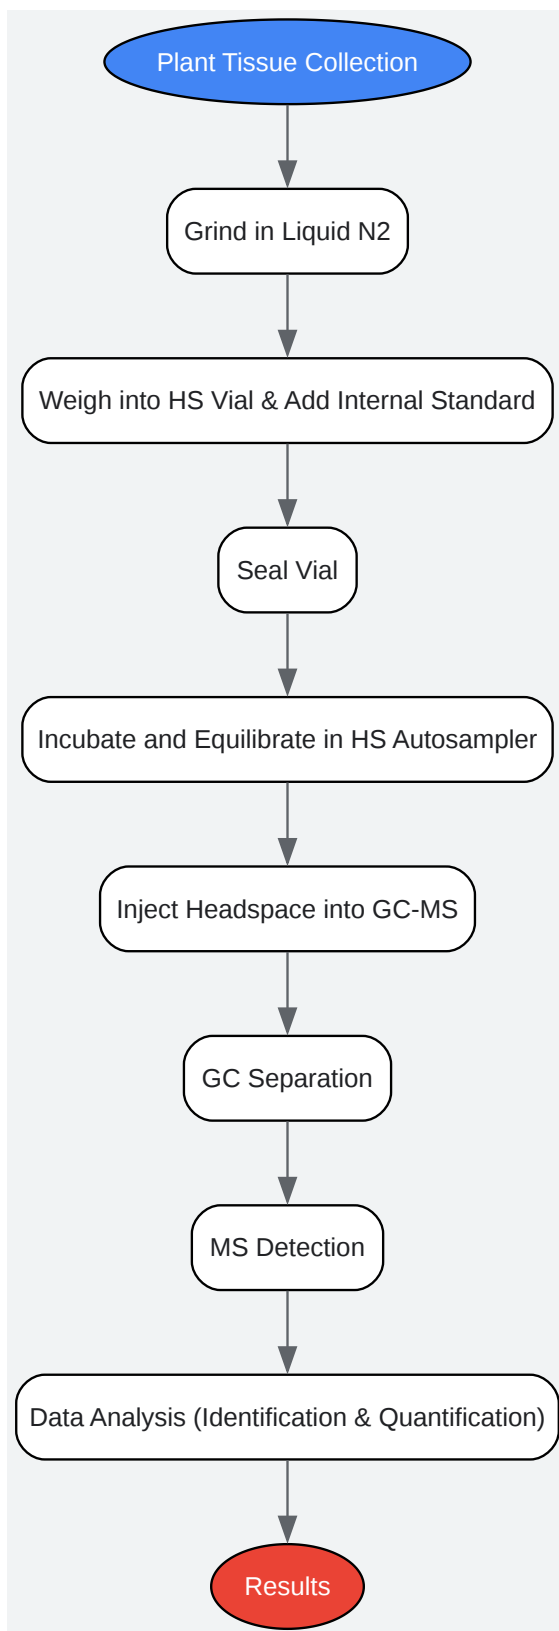 Plant Tissue Collection
Grind in Liquid N2
Weigh into HS Vial & Add Internal Standard
Seal Vial
Incubate and Equilibrate in HS Autosampler
Inject Headspace into GC-MS
GC Separation
MS Detection
Data Analysis (Identification & Quantification)
Results